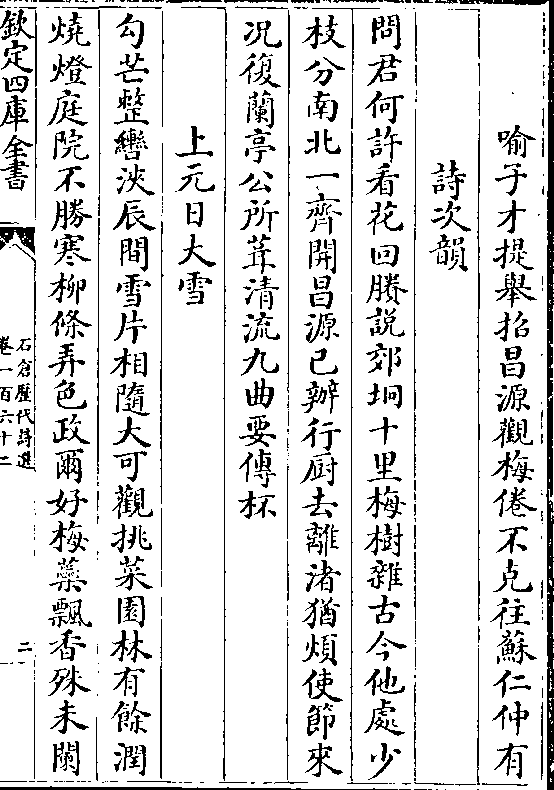 喻子才提舉招昌源觀梅倦不克往蘇仁仲有
詩次韻
問君何許看花回勝説郊坰十里梅樹雜古今他處少
枝分南北一齊開昌源已辦行厨去離渚猶煩使節來
况復蘭亭公所葺清流九曲要傳杯
上元日大雪
勾芒整轡浹辰間雪片相隨大可觀挑菜園林有餘潤
燒燈庭院不勝寒柳條弄色政爾好梅蘂飄香殊未闌
欽定四庫全書
石倉歷代詩選
卷一百六十二
二